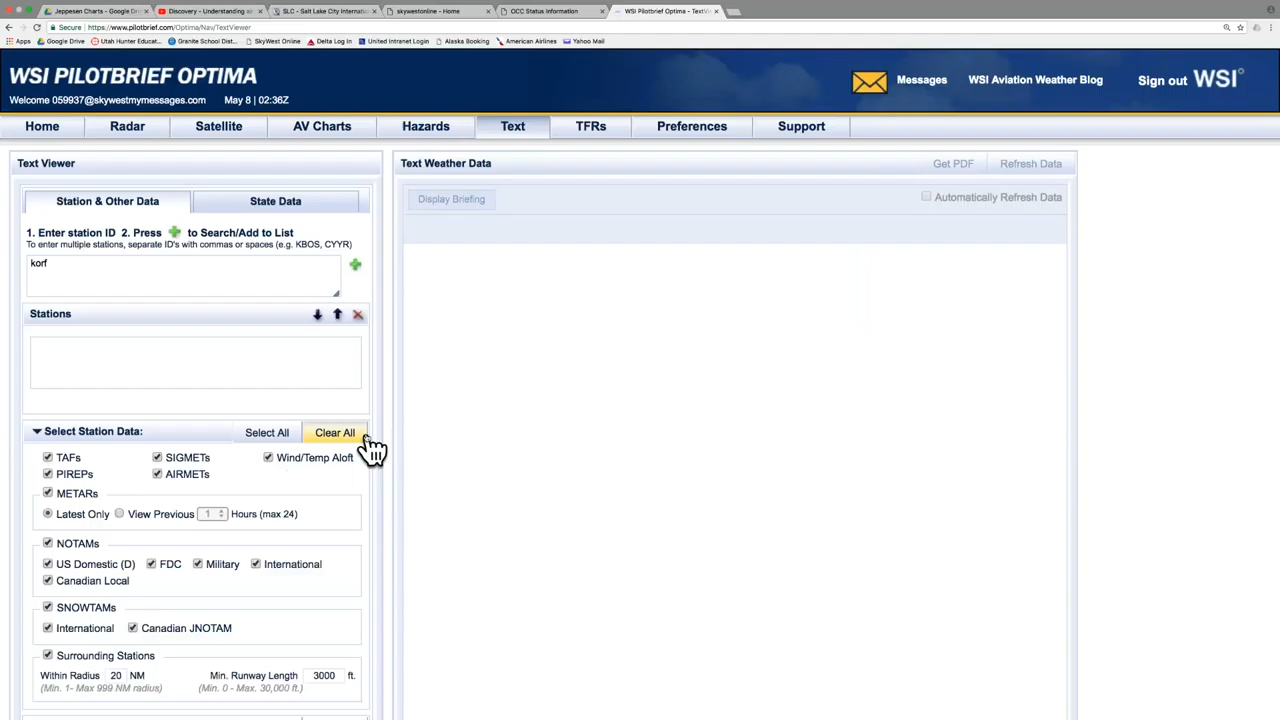 Jeppesen Charts - Google Dri
Discovery - Understanding ai
SLC - Salt Lake City Internati
skywestonline - Home
OCC Status Information
WSI Pilotbrief Optima - TextVi
Secure
https://www.pilotbrief.com/Optima/Nav/TextViewer
Apps
Google Drive
Utah Hunter Educat...
Granite School Dist...
SkyWest Online
Delta Log In
United Intranet Login
Alaska Booking
American Airlines
Yahoo Mail
WSI PILOTBRIEF OPTIMA
Welcome 059937@skywestmymessages.com May 8 | 02:36Z
Messages
WSI Aviation Weather Blog
Sign out WSI
Home
Radar
Satellite
AV Charts
Hazards
Text
TFRs
Preferences
Support
Text Viewer
Station & Other Data
State Data
1. Enter station ID 2. Press to Search/Add to List
To enter multiple stations, separate ID's with commas or spaces (e.g. KBOS, CYYR)
korf
Stations
Select Station Data:
Select All
Clear All
TAFs
SIGMETs
Wind/Temp Aloft
PIREPs
AIRMETs
METARs
Latest Only
View Previous
1
Hours (max 24)
NOTAMs
US Domestic (D)
FDC
Military
International
Canadian Local
SNOWTAMs
International
Canadian JNOTAM
Surrounding Stations
Within Radius 20 NM
Min. Runway Length 3000 ft.
(Min. 1- Max 999 NM radius)
(Min. 0 - Max. 30,000 ft.)
Text Weather Data
Get PDF
Refresh Data
Display Briefing
Automatically Refresh Data